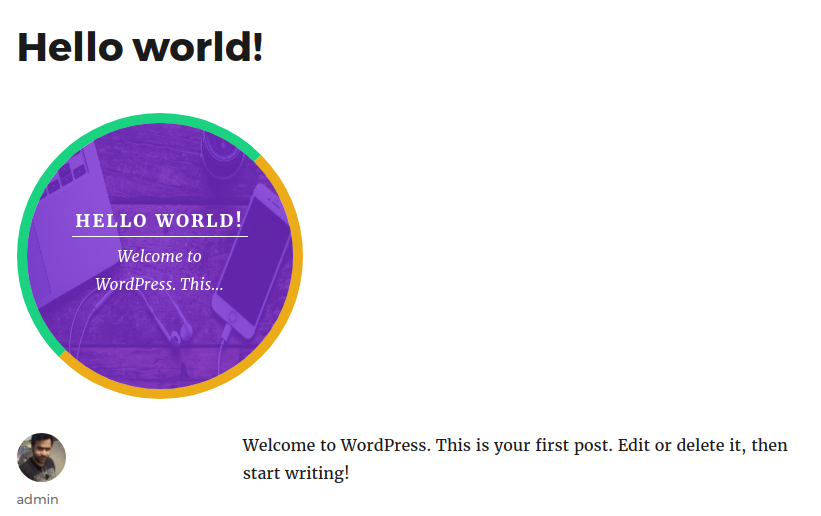 Hello world!
HELLO WORLD!
Welcome to
WordPress. This...
Welcome to WordPress. This is your first post. Edit or delete it, then
start writing!
admin